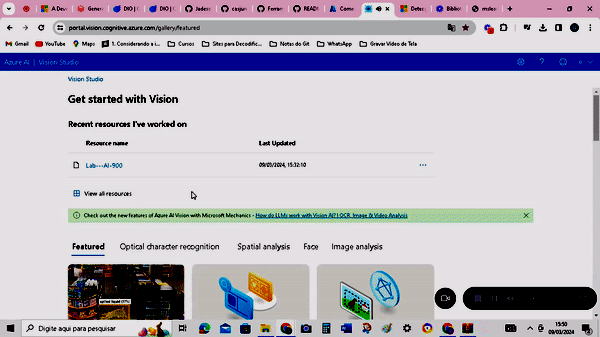 A Dev
Gener
DIO |
DIO |
Jadess
cusjun
Ferran
READ
Come
Detec
Biblio
mslea
portal.vision.cognitive.azure.com/gallery/featured
Gmail
YouTube
Maps
1. Considerando o i...
Cursos
Sites para Decodific...
Notas do Git
WhatsApp
Gravar Vídeo de Tela
Azure AI | Vision Studio
Vision Studio
Get started with Vision
Recent resources I've worked on
Resource name Last Updated
Lab---AI-900 09/03/2024, 15:32:10
View all resources
Check out the new features of Azure AI Vision with Microsoft Mechanics - How do LLMs work with Vision AI? | OCR, Image & Video Analysis
Featured Optical character recognition Spatial analysis Face Image analysis
Digite aqui para pesquisar
15:50
09/03/2024